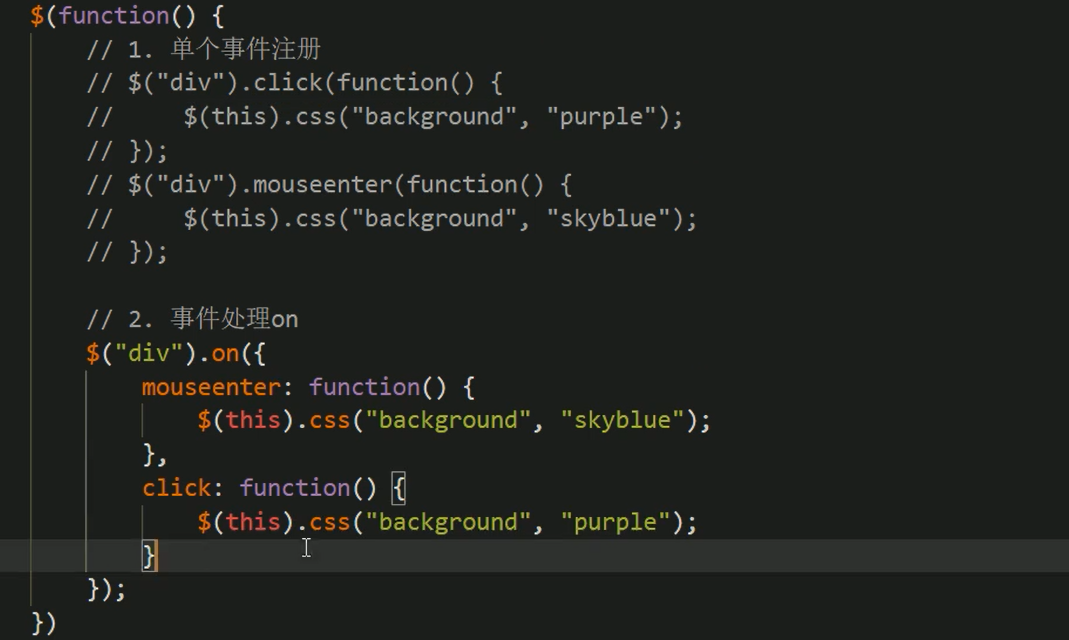 $(function() {
    // 1. 单个事件注册
    // $("div").click(function() {
    //     $(this).css("background", "purple");
    // });
    // $("div").mouseenter(function() {
    //     $(this).css("background", "skyblue");
    // });
    // 2. 事件处理on
    $("div").on({
        mouseenter: function() {
            $(this).css("background", "skyblue");
        },
        click: function() {
            $(this).css("background", "purple");
        }
    });
})